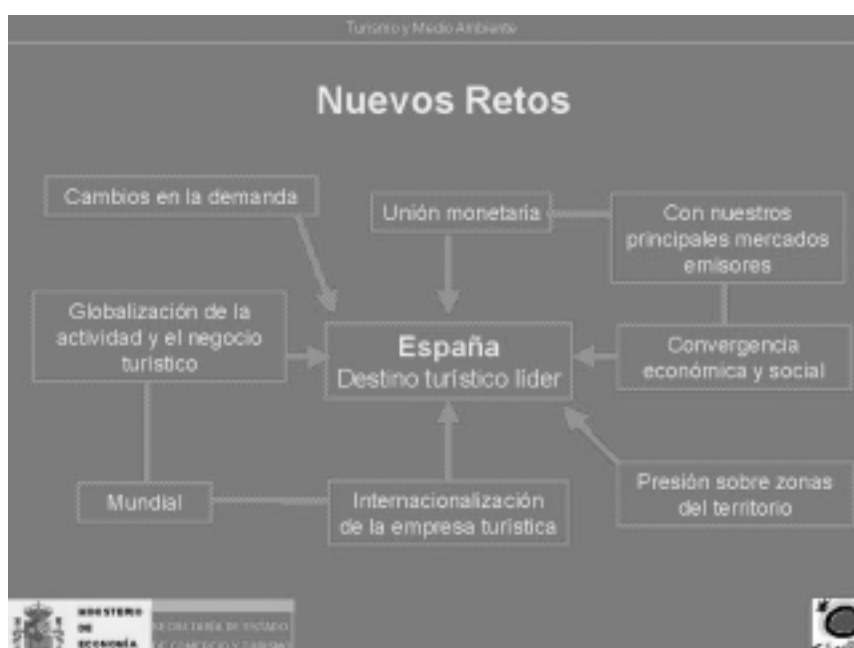 Turismo y Medio Ambiente
Nuevos Retos
Cambios en la demanda
Unión monetaria
Con nuestros
principales mercados
emisores
Globalización de la
actividad y el negocio
turístico
España
Destino turístico líder
Convergencia
económica y social
Mundial
Internacionalización
de la empresa turística
Presión sobre zonas
del territorio
MINISTERIO
DE
ECONOMÍA
SECRETARÍA DE ESTADO
DE COMERCIO Y TURISMO